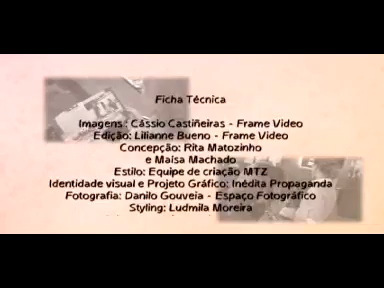 Ficha Técnica
Imagens: Cássio Castiñeiras - Frame Video
Edição: Lilianne Bueno - Frame Video
Concepção: Rita Matozinho
e Maísa Machado
Estilo: Equipe de criação MTZ
Identidade visual e Projeto Gráfico: Inédita Propaganda
Fotografia: Danilo Gouveia - Espaço Fotográfico
Styling: Ludmila Moreira